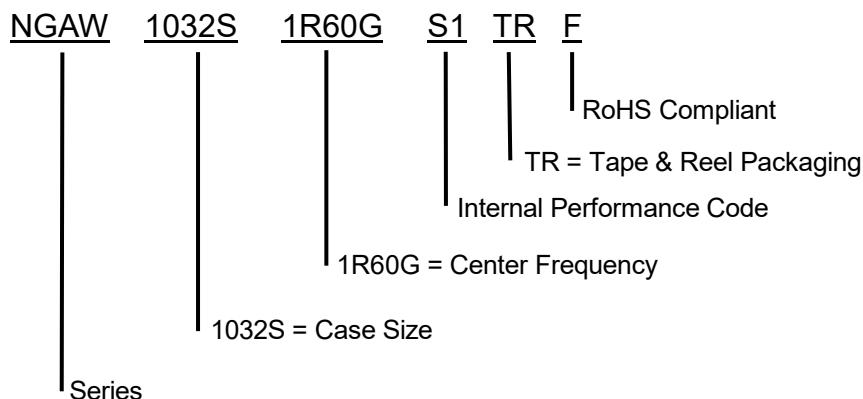 NGAW 1032S 1R60G S1 TR F
RoHS Compliant
TR = Tape & Reel Packaging
Internal Performance Code
1R60G = Center Frequency
1032S = Case Size
Series